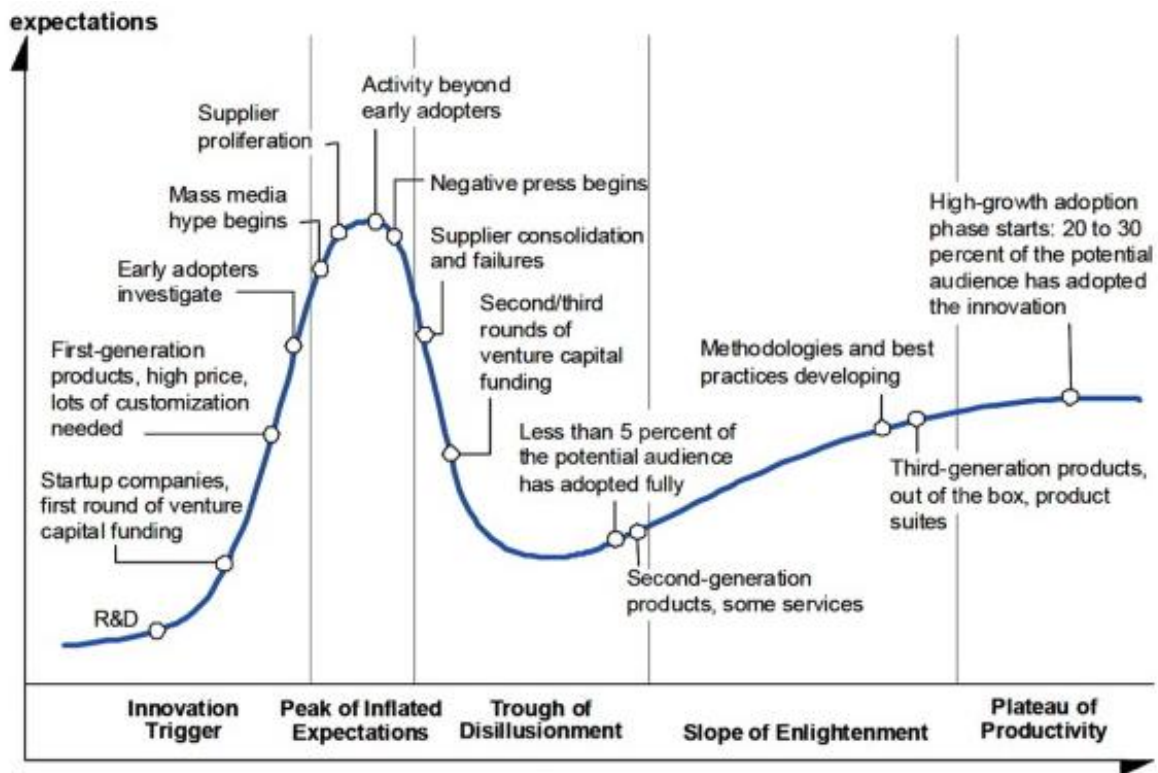 expectations
Activity beyond
early adopters
Supplier
proliferation
Mass media
hype begins
Negative press begins
Early adopters
investigate
Supplier consolidation
and failures
First-generation
products, high price,
lots of customization
needed
Second/third
rounds of
venture capital
funding
Startup companies,
first round of venture
capital funding
R&D
Less than 5 percent of
the potential audience
has adopted fully
Second-generation
products, some services
Methodologies and best
practices developing
Third-generation products,
out of the box, product
suites
High-growth adoption
phase starts: 20 to 30
percent of the potential
audience has adopted
the innovation
Innovation
Trigger
Peak of Inflated
Expectations
Trough of
Disillusionment
Slope of Enlightenment
Plateau of
Productivity